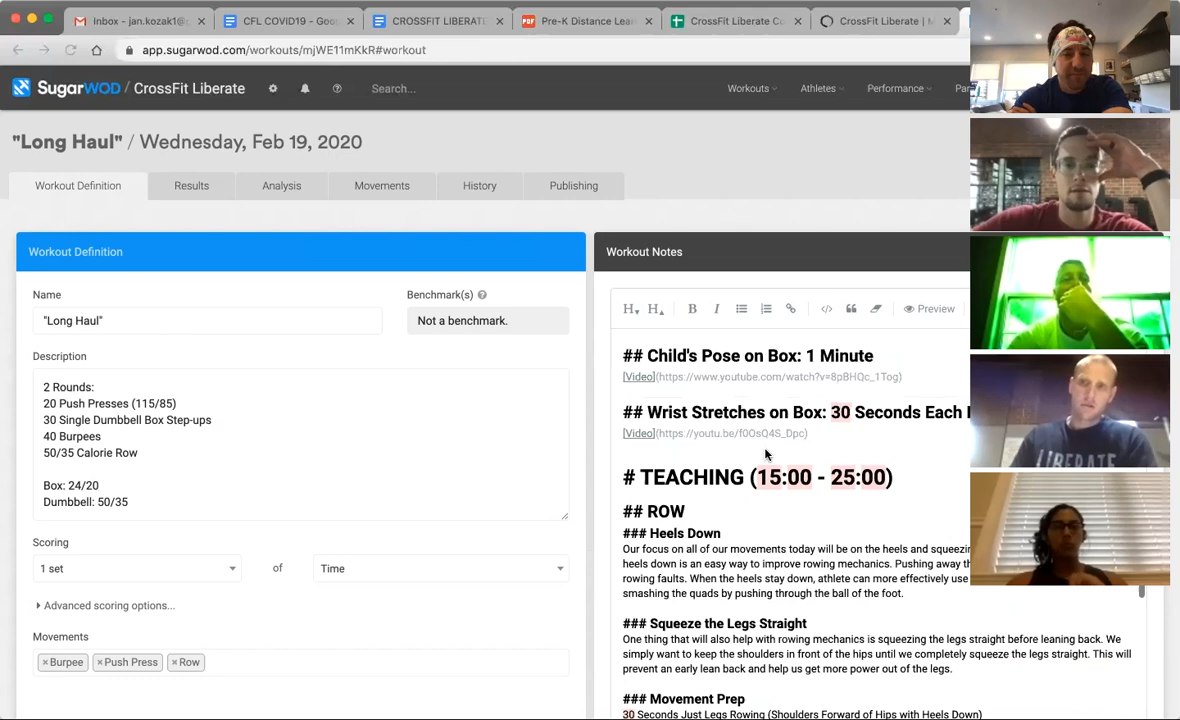 Inbox - jan.kozak1@g
CFL COVID19 - Goo
CROSSFIT LIBERATE
PDF Pre-K Distance Lea
CrossFit Liberate Co
CrossFit Liberate | M
app.sugarwod.com/workouts/mjWE11mKkR#workout
SugarWOD / CrossFit Liberate
Search...
Workouts
Athletes
Performance
Par
"Long Haul" / Wednesday, Feb 19, 2020
Workout Definition
Results
Analysis
Movements
History
Publishing
Workout Definition
Name
Benchmark(s)
"Long Haul"
Not a benchmark.
Description
2 Rounds:
20 Push Presses (115/85)
30 Single Dumbbell Box Step-ups
40 Burpees
50/35 Calorie Row
Box: 24/20
Dumbbell: 50/35
Scoring
1 set
of
Time
Advanced scoring options...
Movements
×Burpee
×Push Press
×Row
Workout Notes
Preview
## Child's Pose on Box: 1 Minute
[Video](https://www.youtube.com/watch?v=8pBHQc_1Tog)
## Wrist Stretches on Box: 30 Seconds Each
[Video](https://youtu.be/f0OsQ4S_Dpc)
# TEACHING (15:00 - 25:00)
## ROW
### Heels Down
Our focus on all of our movements today will be on the heels and squeezin
heels down is an easy way to improve rowing mechanics. Pushing away th
rowing faults. When the heels stay down, athlete can more effectively use
smashing the quads by pushing through the ball of the foot.
### Squeeze the Legs Straight
One thing that will also help with rowing mechanics is squeezing the legs straight before leaning back. We
simply want to keep the shoulders in front of the hips until we completely squeeze the legs straight. This will
prevent an early lean back and help us get more power out of the legs.
### Movement Prep
30 Seconds Just Legs Rowing (Shoulders Forward of Hips with Heels Down)
LIBERATE